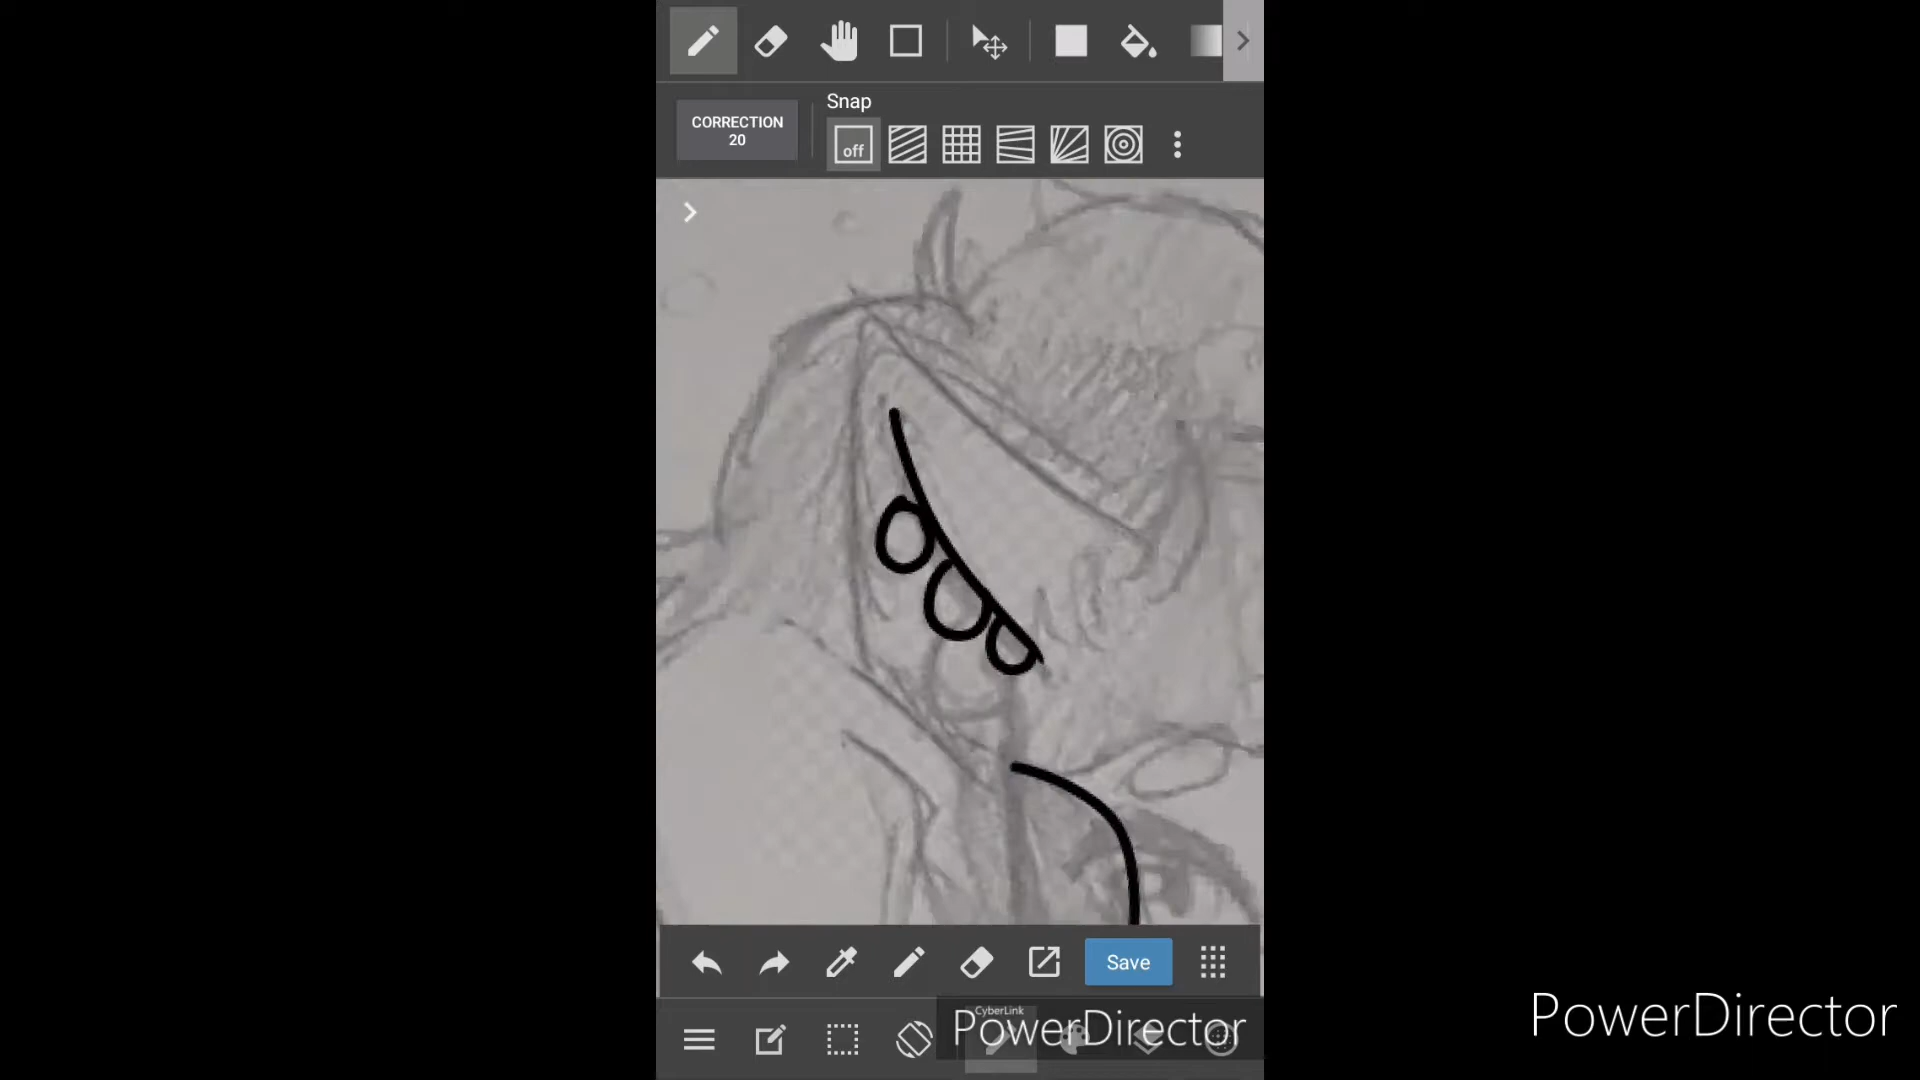 Snap
CORRECTION
20
off
Save
CyberLink
PowerDirector
PowerDirector